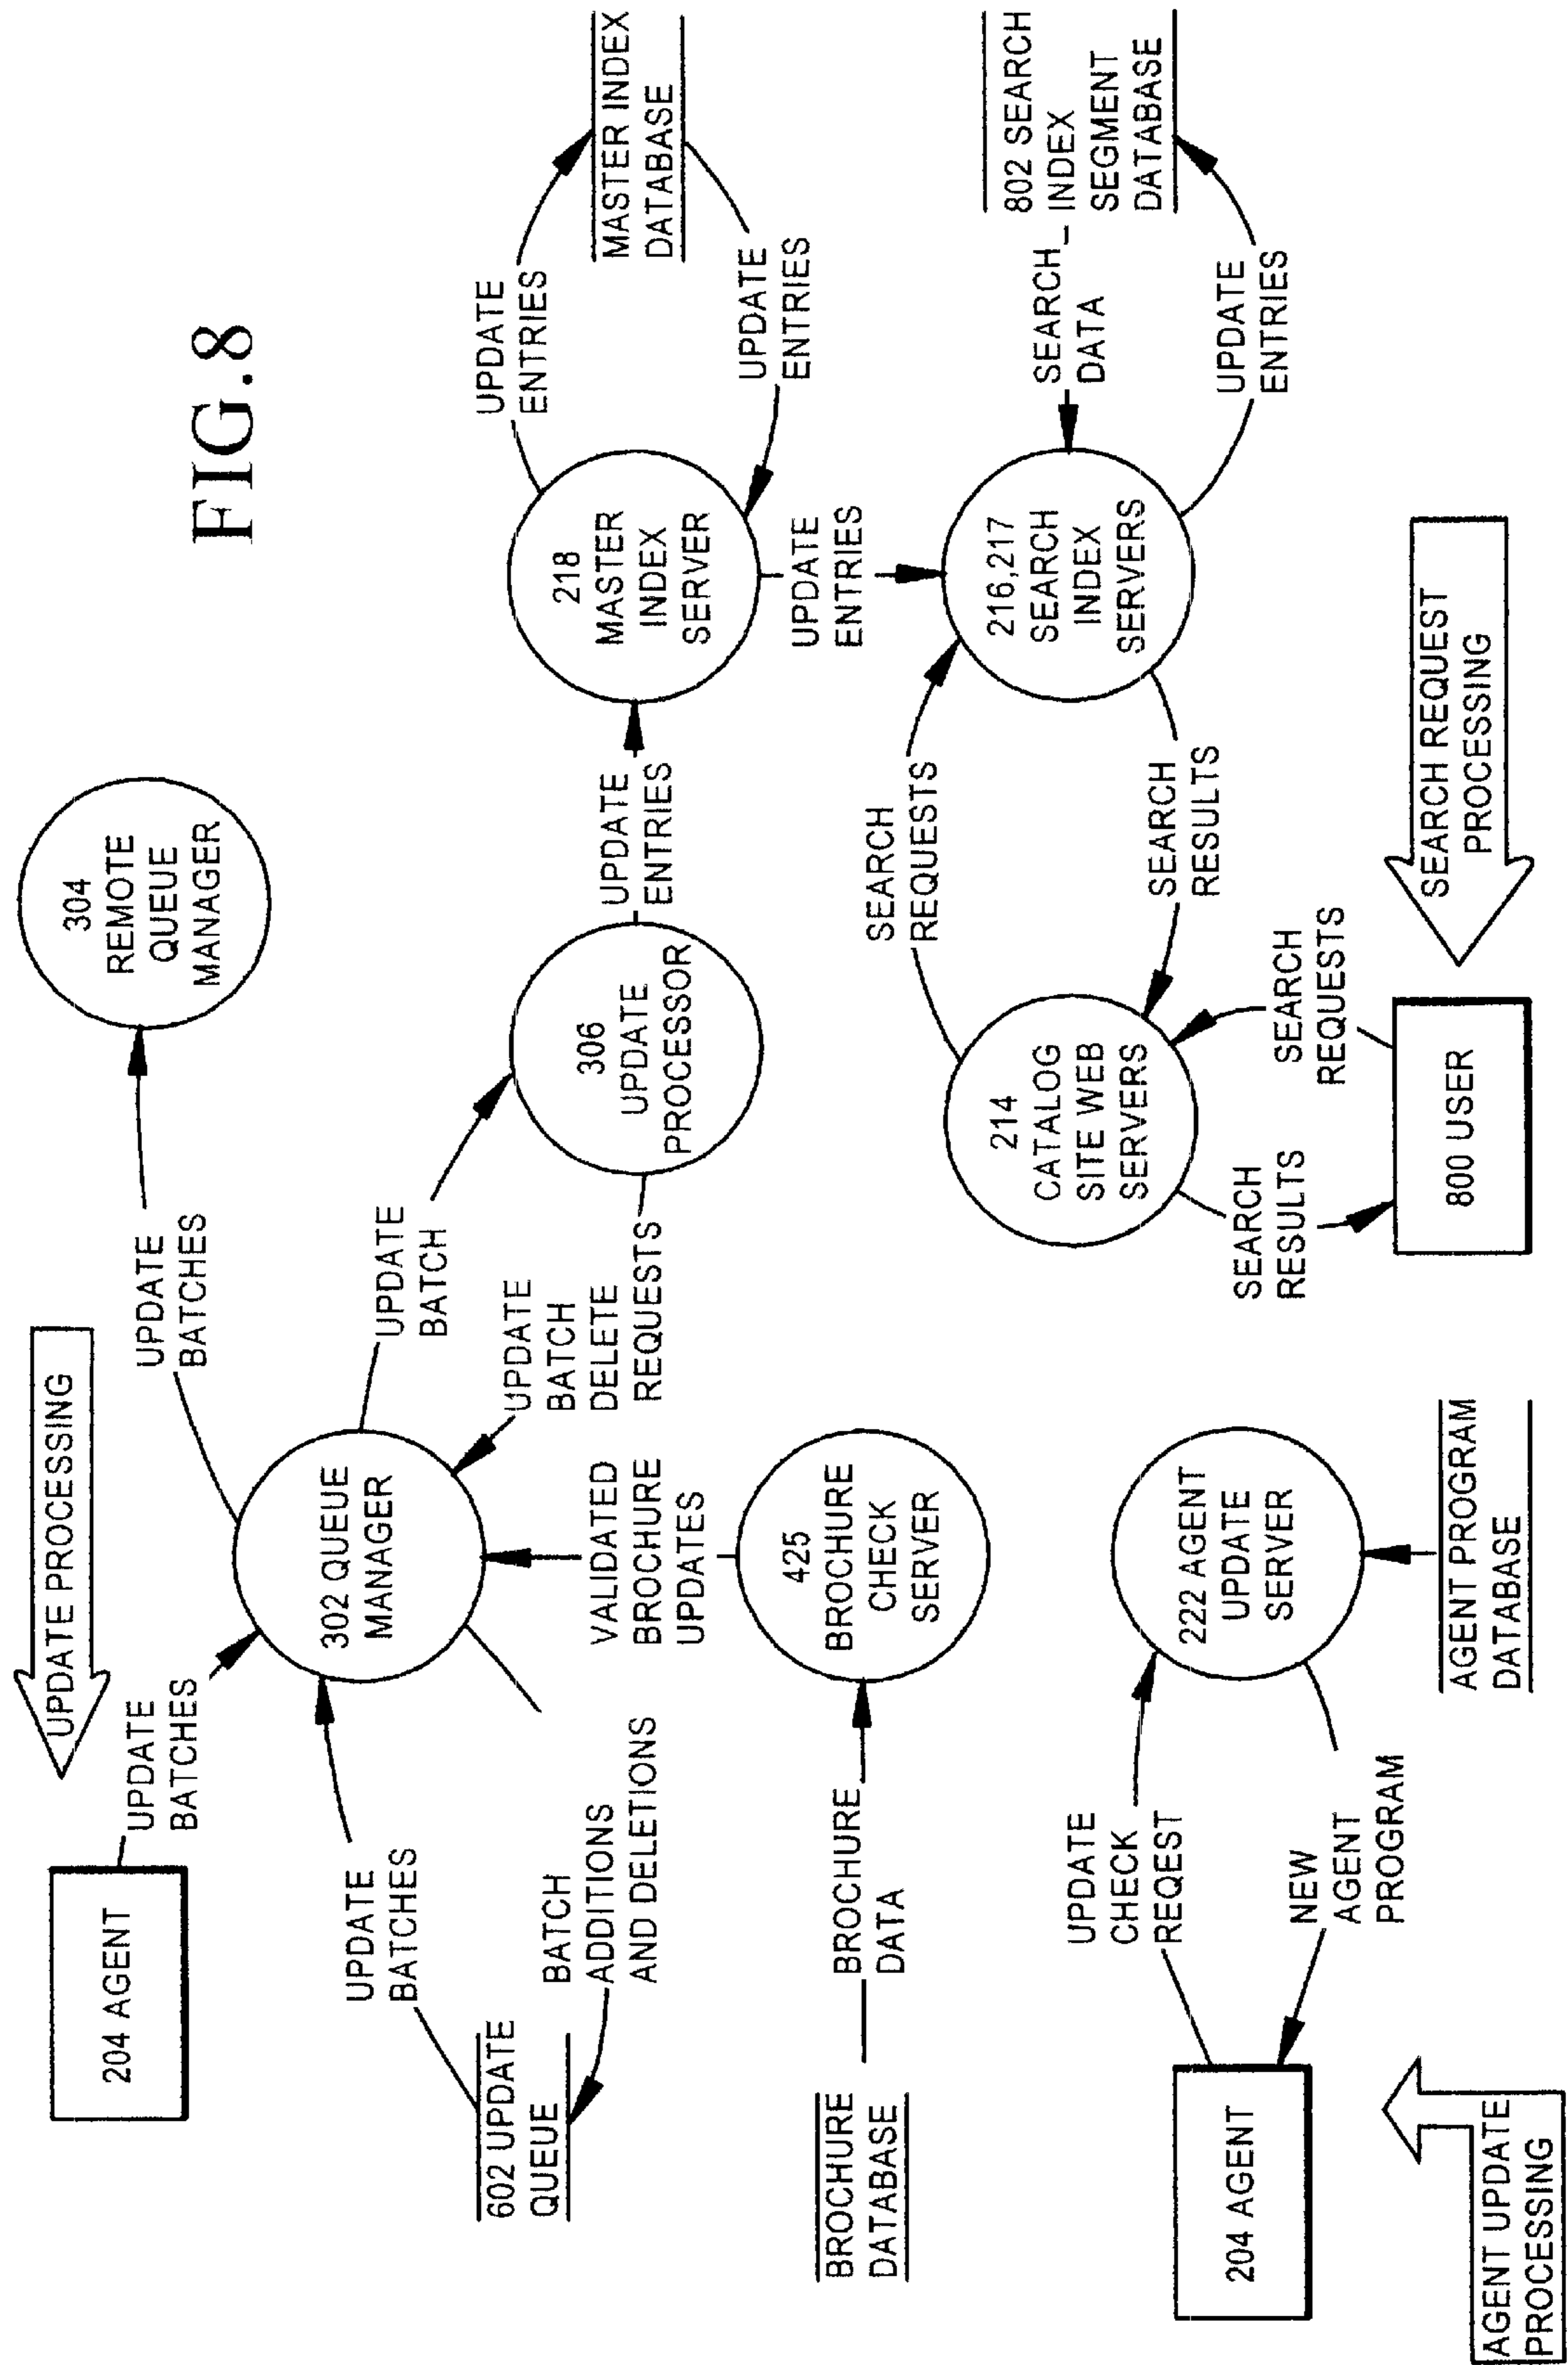 FIG.8
UPDATE PROCESSING
204 AGENT
UPDATE
BATCHES
302 QUEUE
MANAGER
UPDATE
BATCHES
304
REMOTE
QUEUE
MANAGER
UPDATE
BATCHES
602 UPDATE
QUEUE
BATCH
ADDITIONS
AND DELETIONS
UPDATE
BATCH
UPDATE
BATCH
DELETE
REQUESTS
306
UPDATE
PROCESSOR
UPDATE
ENTRIES
218
MASTER
INDEX
SERVER
UPDATE
ENTRIES
MASTER INDEX
DATABASE
UPDATE
ENTRIES
UPDATE
ENTRIES
VALIDATED
BROCHURE
UPDATES
425
BROCHURE
CHECK
SERVER
BROCHURE
DATA
BROCHURE
DATABASE
SEARCH
REQUESTS
216,217
SEARCH
INDEX
SERVERS
SEARCH
DATA
802 SEARCH
INDEX
SEGMENT
DATABASE
UPDATE
ENTRIES
SEARCH
RESULTS
214
CATALOG
SITE WEB
SERVERS
SEARCH
RESULTS
SEARCH
REQUESTS
800 USER
SEARCH REQUEST
PROCESSING
204 AGENT
UPDATE
CHECK
REQEST
222 AGENT
UPDATE
SERVER
NEW
AGENT
PROGRAM
AGENT PROGRAM
DATABASE
AGENT UPDATE
PROCESSING